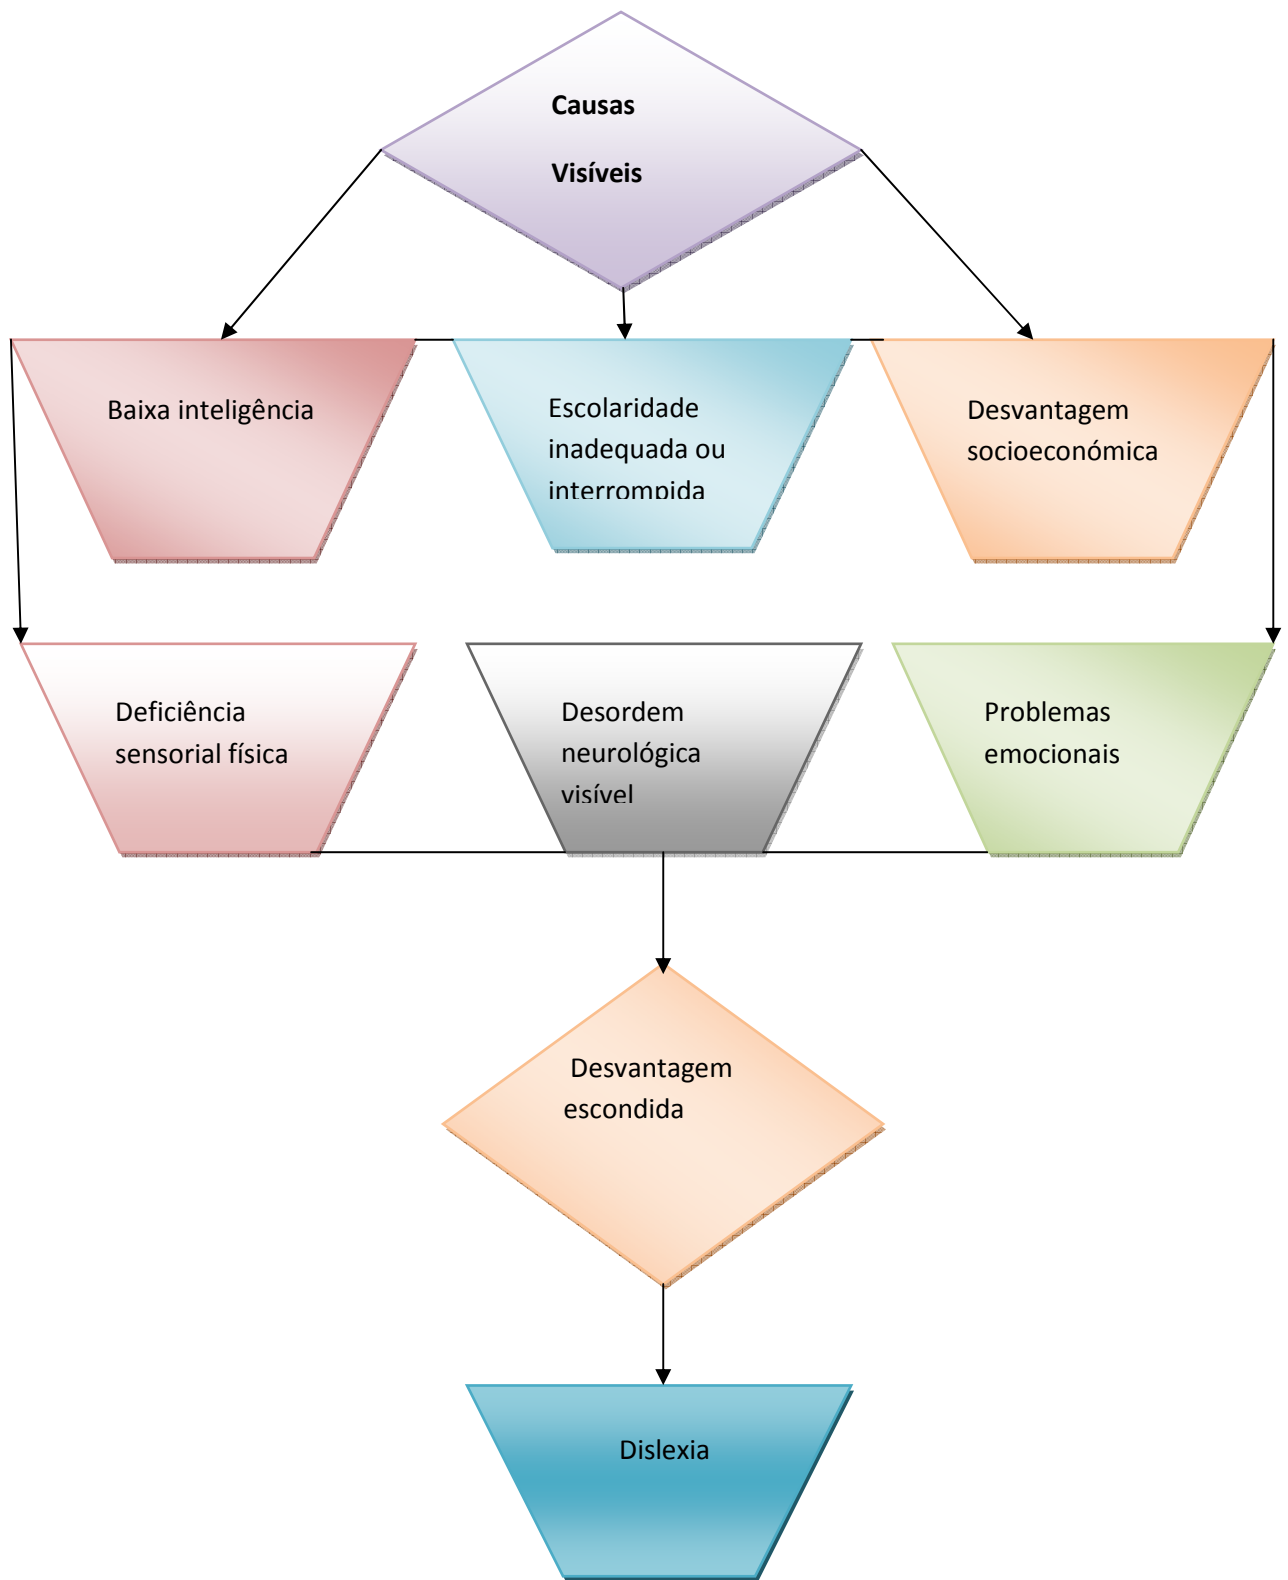 Causas
Visíveis
Baixa inteligência
Escolaridade
inadequada ou
interrompida
Desvantagem
socioeconómica
Deficiência
sensorial física
Desordem
neurológica
visível
Problemas
emocionais
Desvantagem
escondida
Dislexia